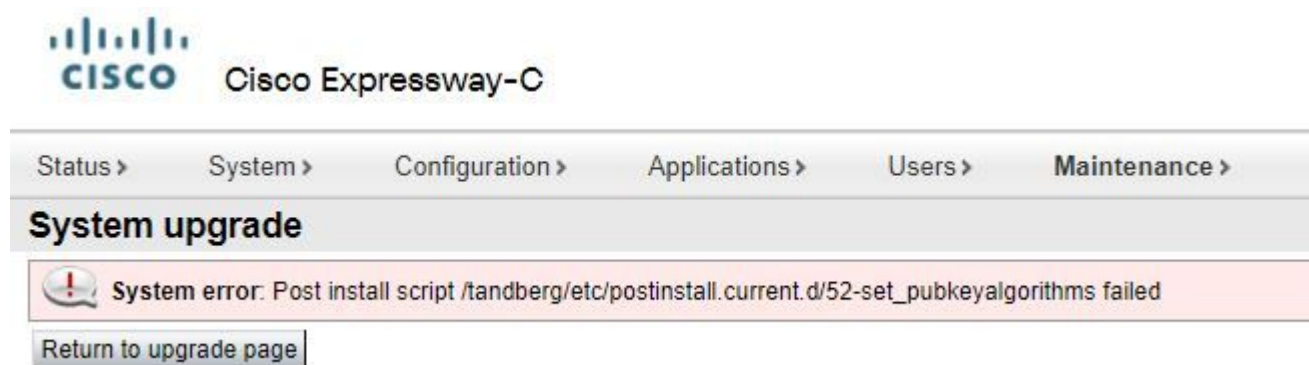 CISCO Cisco Expressway-C
Status > System > Configuration > Applications > Users > Maintenance >
System upgrade
System error: Post install script /tandberg/etc/postinstall.current.d/52-set_pubkeyalgorithms failed
Return to upgrade page